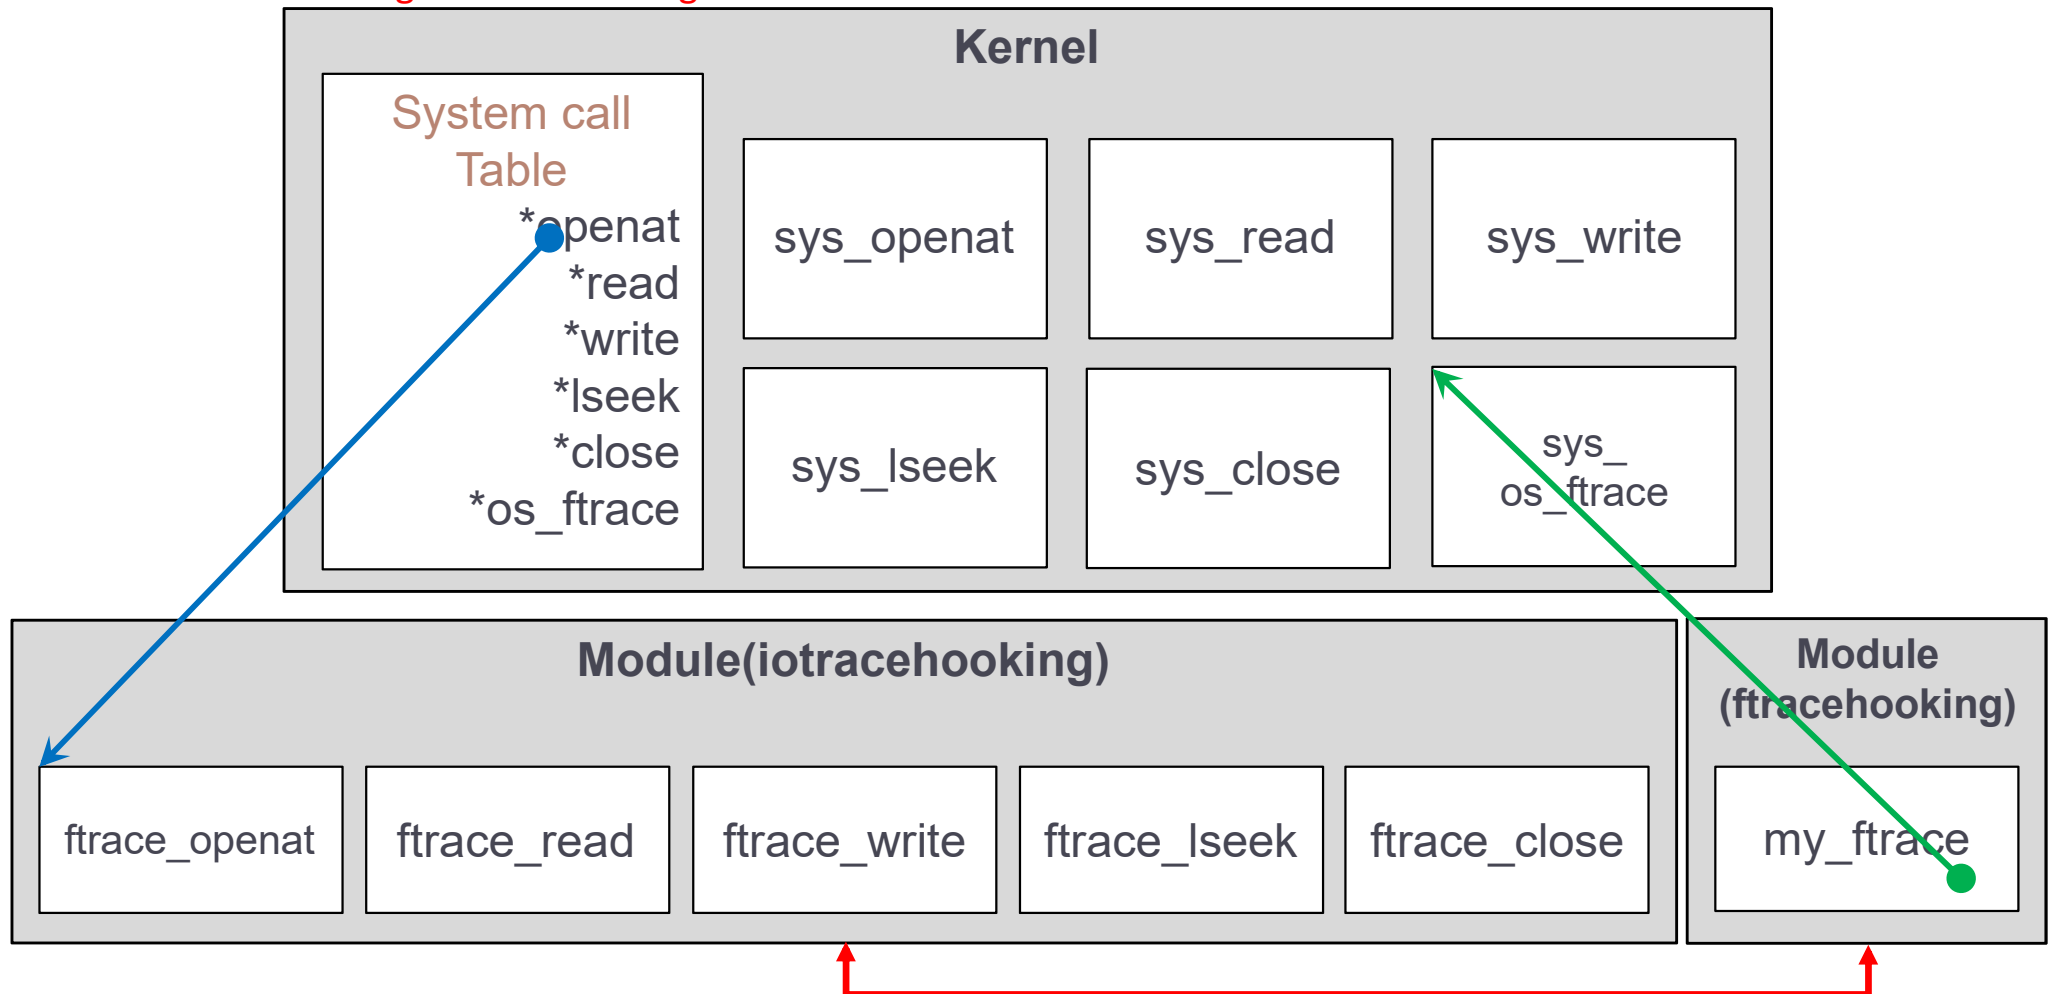 Kernel
System call
Table
*openat
*read
*write
*lseek
*close
*os_ftrace
sys_openat
sys_read
sys_write
sys_lseek
sys_close
sys_
os_ftrace
Module(iotracehooking)
ftrace_openat
ftrace_read
ftrace_write
ftrace_lseek
ftrace_close
Module
(ftracehooking)
my_ftrace